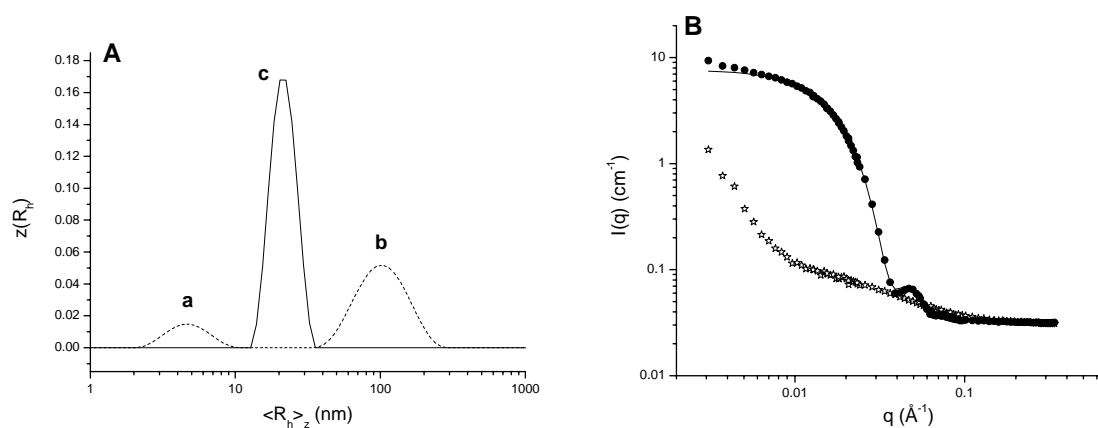 A
c
b
a
0.18
0.16
0.14
0.12
0.10
0.08
0.06
0.04
0.02
0.00
z(R_h)
1 10 100 1000
<R_h>_z (nm)
B
10
1
0.1
0.01
I(q) (cm⁻¹)
0.01 0.1
q (Å⁻¹)